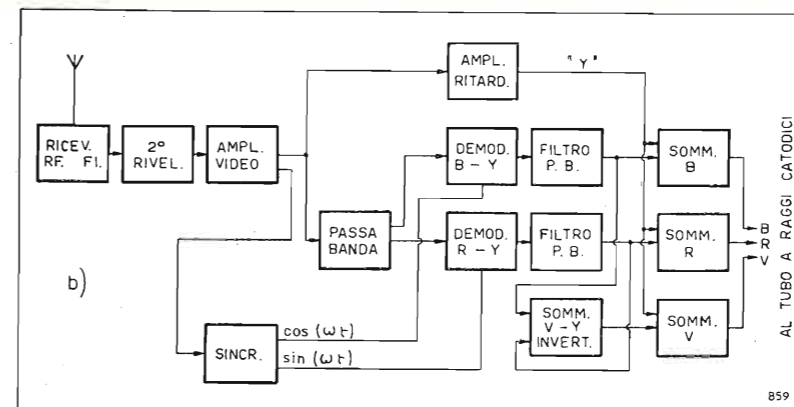 AMPL.
RITARD.
" Y "
RICEV.
RF. FI.
2°
RIVEL.
AMPL.
VIDEO
DEMOD.
B – Y
FILTRO
P. B.
SOMM.
B
PASSA
BANDA
DEMOD.
R – Y
FILTRO
P. B.
SOMM.
R
B
R
V
AL TUBO A RAGGI CATODICI
b)
SINCR.
cos (ωt)
sin (ωt)
SOMM.
V – Y
INVERT.
SOMM.
V
859